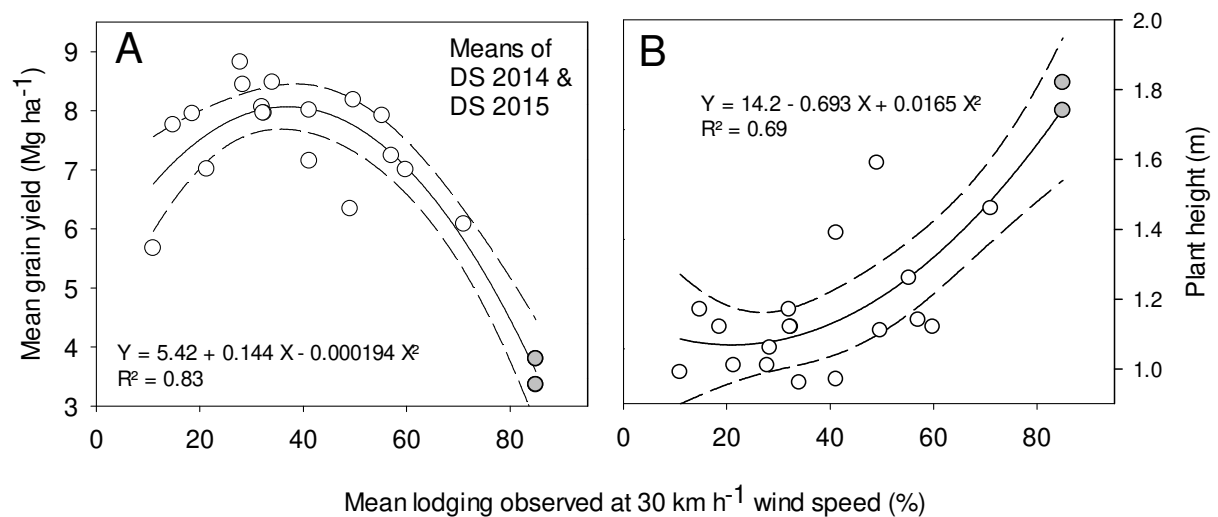 A
Means of
DS 2014 &
DS 2015
Y = 5.42 + 0.144 X - 0.000194 X²
R² = 0.83
Mean grain yield (Mg ha⁻¹)
9
8
7
6
5
4
3
0 20 40 60 80
B
Y = 14.2 - 0.693 X + 0.0165 X²
R² = 0.69
2.0
1.8
1.6
1.4
1.2
1.0
Plant height (m)
0 20 40 60 80
Mean lodging observed at 30 km h⁻¹ wind speed (%)